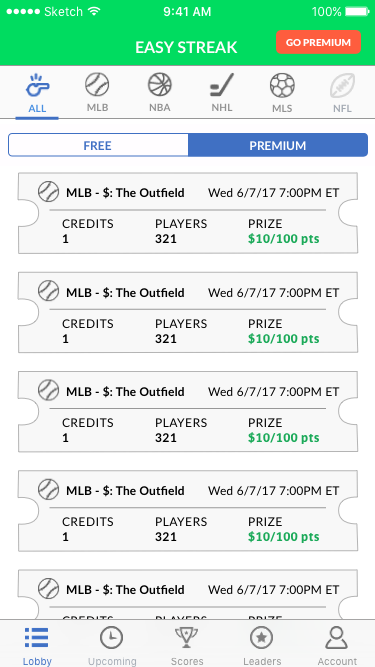 Sketch 9:41 AM 100%
EASY STREAK GO PREMIUM
ALL MLB NBA NHL MLS NFL
FREE PREMIUM
MLB - $: The Outfield Wed 6/7/17 7:00PM ET
CREDITS PLAYERS PRIZE
1 321 $10/100 pts
MLB - $: The Outfield Wed 6/7/17 7:00PM ET
CREDITS PLAYERS PRIZE
1 321 $10/100 pts
MLB - $: The Outfield Wed 6/7/17 7:00PM ET
CREDITS PLAYERS PRIZE
1 321 $10/100 pts
MLB - $: The Outfield Wed 6/7/17 7:00PM ET
CREDITS PLAYERS PRIZE
1 321 $10/100 pts
MLB - $: The Outfield Wed 6/7/17 7:00PM ET
Lobby Upcoming Scores Leaders Account